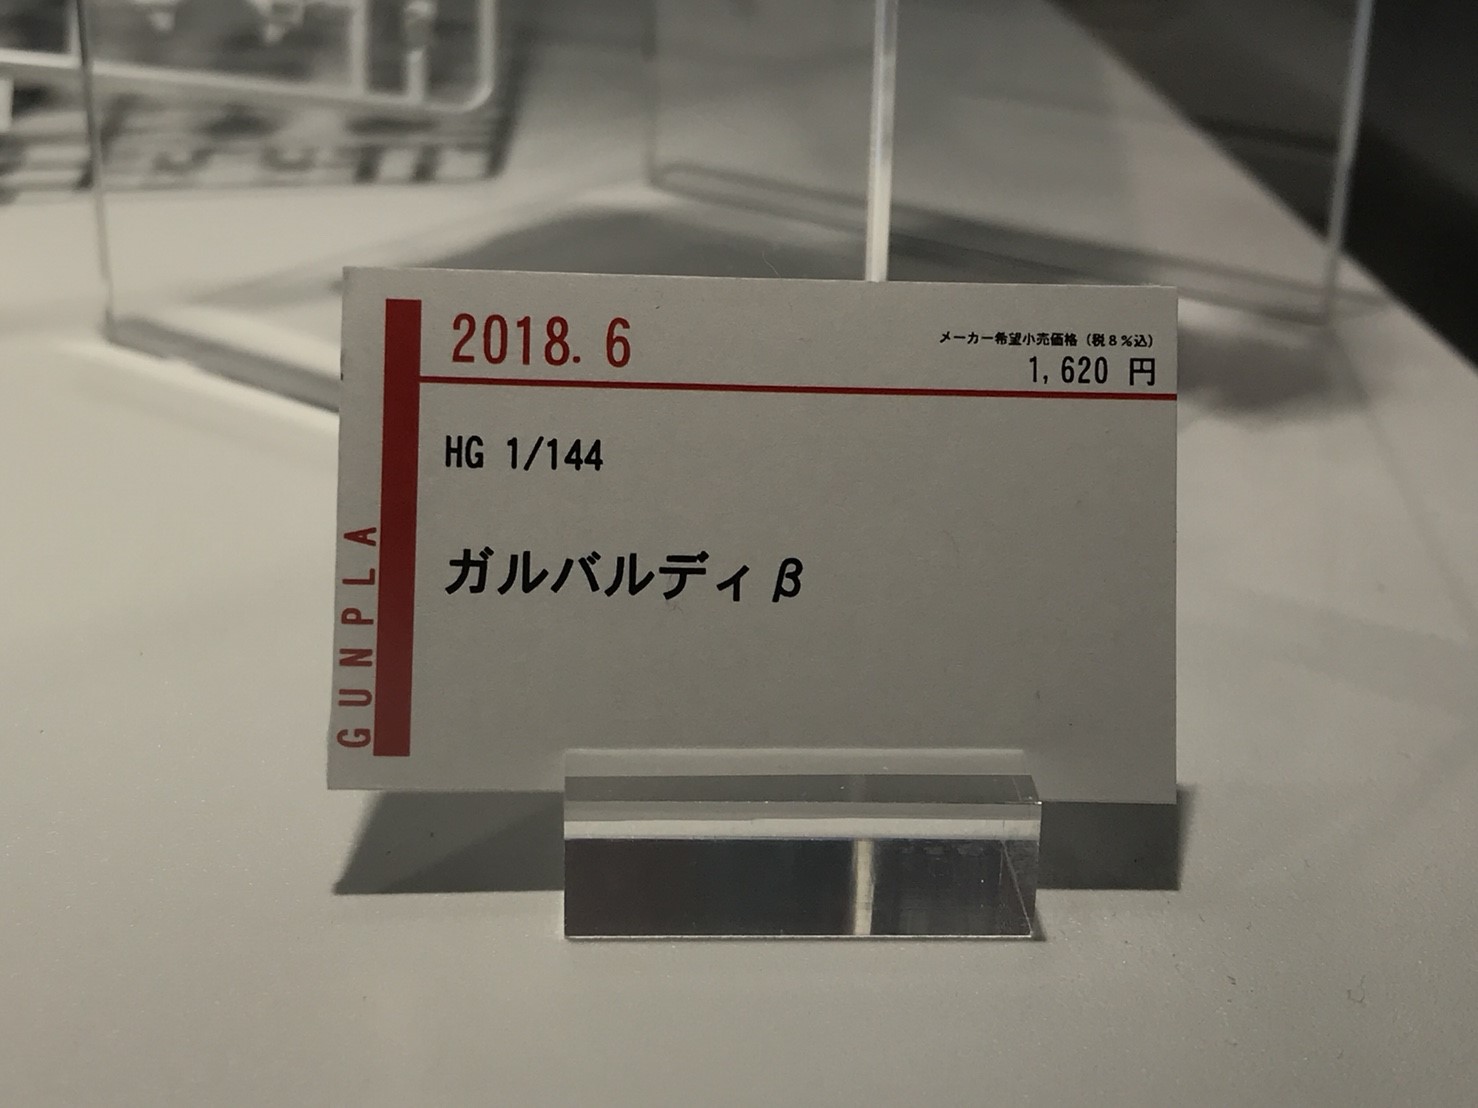 2018. 6
メーカー希望小売価格（税８％込）
1,620 円
HG 1/144
ガルバルディβ
GUNPLA